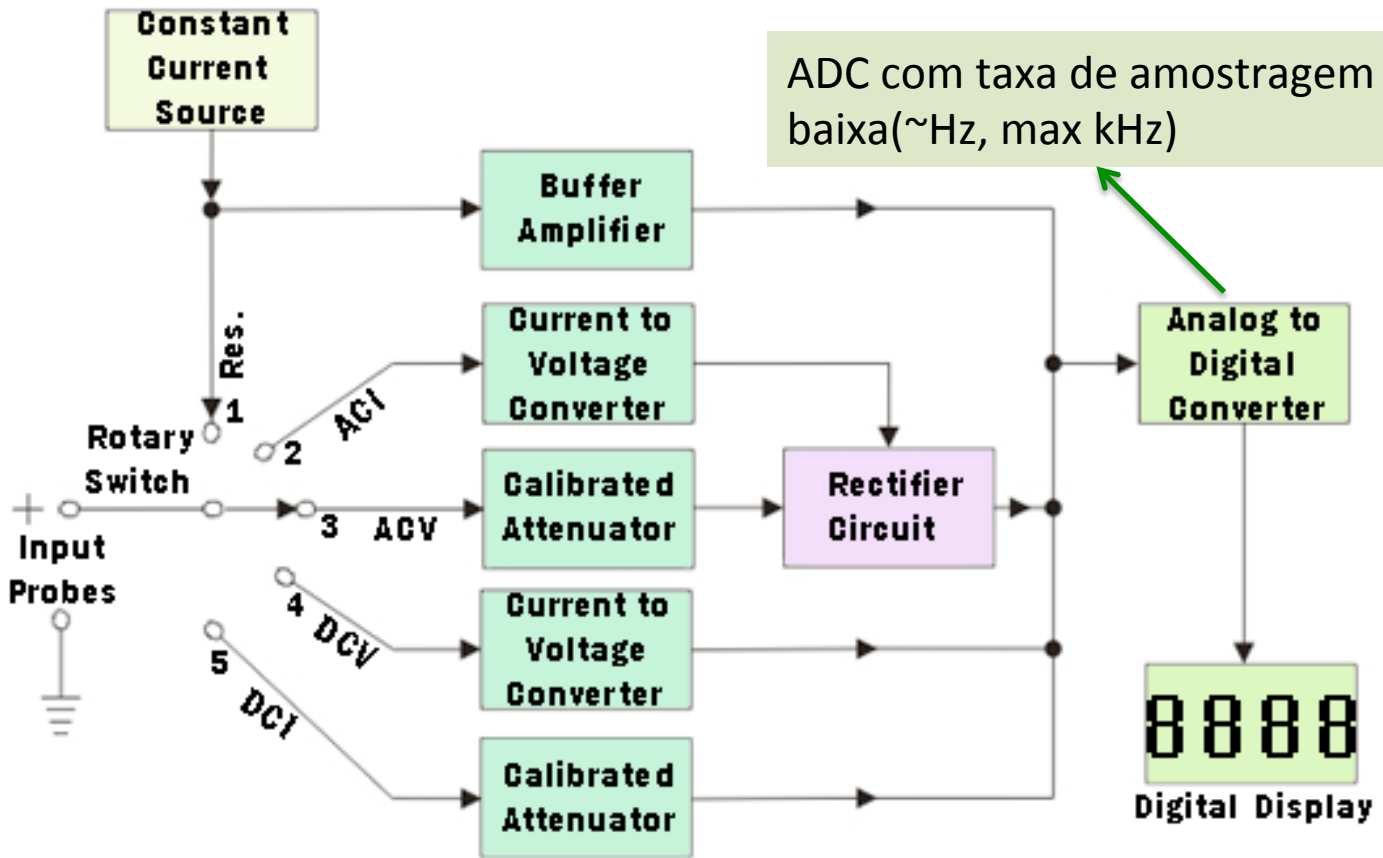 Constant
Current
Source
ADC com taxa de amostragem
baixa(~Hz, max kHz)
Buffer
Amplifier
Res.
1
Current to
Voltage
Converter
ACI
2
Analog to
Digital
Converter
Rotary
Switch
+
Input
Probes
3 ACV
Calibrated
Attenuator
Rectifier
Circuit
4 DCV
Current to
Voltage
Converter
5
DCI
Calibrated
Attenuator
8888
Digital Display